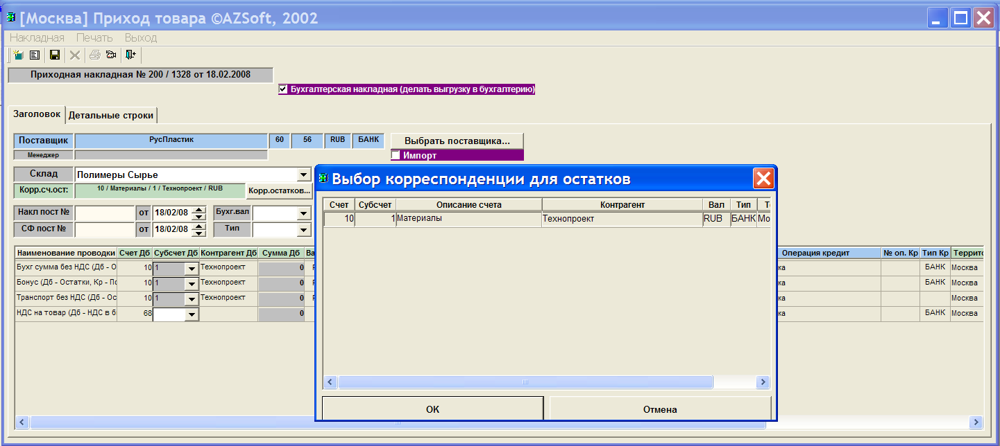 [Москва] Приход товара ©AZSoft, 2002
Накладная Печать Выход
Приходная накладная № 200 / 1328 от 18.02.2008
Бухгалтерская накладная (делать выгрузку в бухгалтерию)
Заголовок Детальные строки
Поставщик РусПластик 60 56 RUB БАНК Выбрать поставщика...
Менеджер Импорт
Склад Полимеры Сырье
Корр.сч.ост: 10 / Материалы / 1 / Технопроект / RUB Корр.остатков...
Накл пост № от 18/02/08 Бухг.вал
СФ пост № от 18/02/08 Тип
Наименование проводки Счет Дб Субсчет Дб Контрагент Дб Сумма Дб Ва Операция кредит № оп. Кр Тип Кр Террито
Бухг сумма без НДС (Дб - О 10 1 Технопроект 0 ка БАНК Москва
Бонус (Дб - Остатки, Кр - По 10 1 Технопроект 0 ка БАНК Москва
Транспорт без НДС (Дб - Ос 10 1 Технопроект 0 ка Москва
НДС на товар (Дб - НДС в б 68 0 ка БАНК Москва
Выбор корреспонденции для остатков
Счет Субсчет Описание счета Контрагент Вал Тип Т
10 1 Материалы Технопроект RUB БАНК Мо
OK Отмена